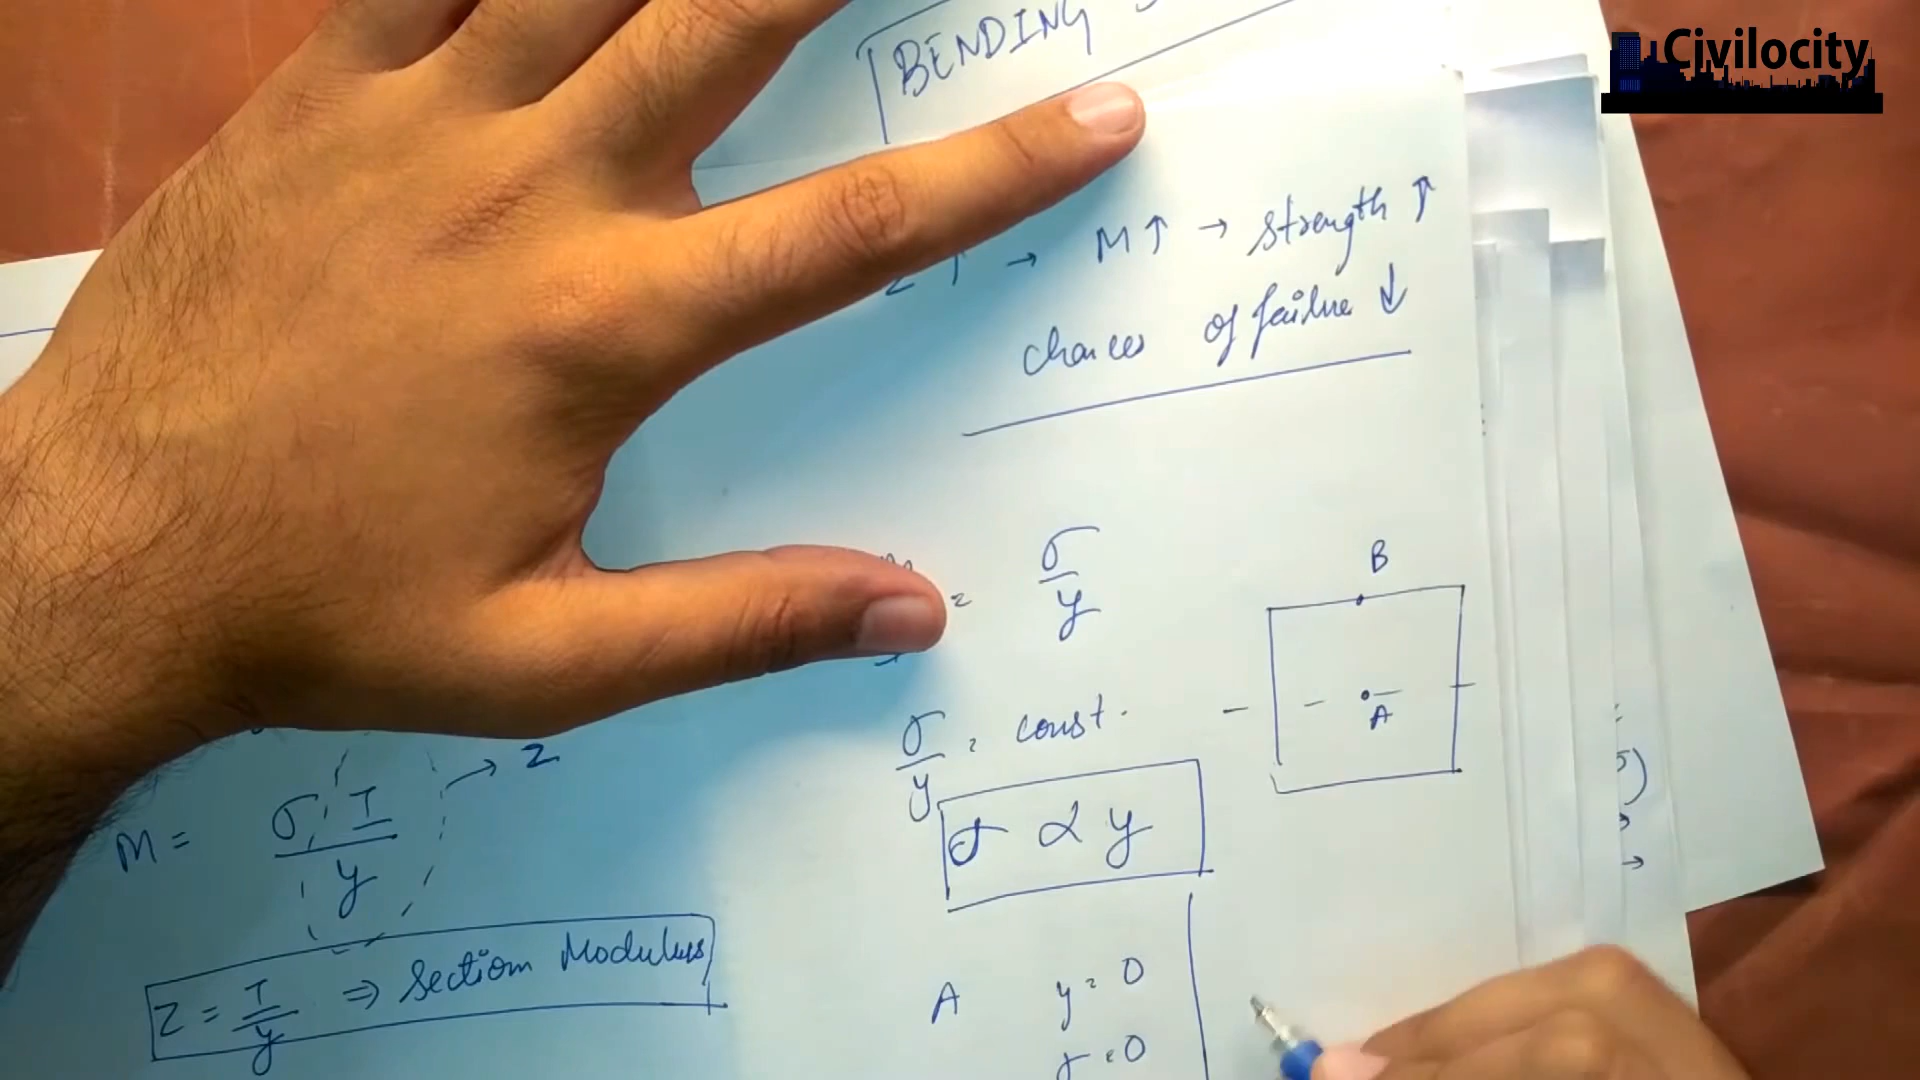 Civilocity
BENDING
Z ↑ → M ↑ → strength ↑
chances of failure ↓
= σ/y
B
σ/y = const.
A
σ ∝ y
→ Z
M = σ I/y
Z = I/y ⇒ Section Modulus
A y = 0
σ = 0